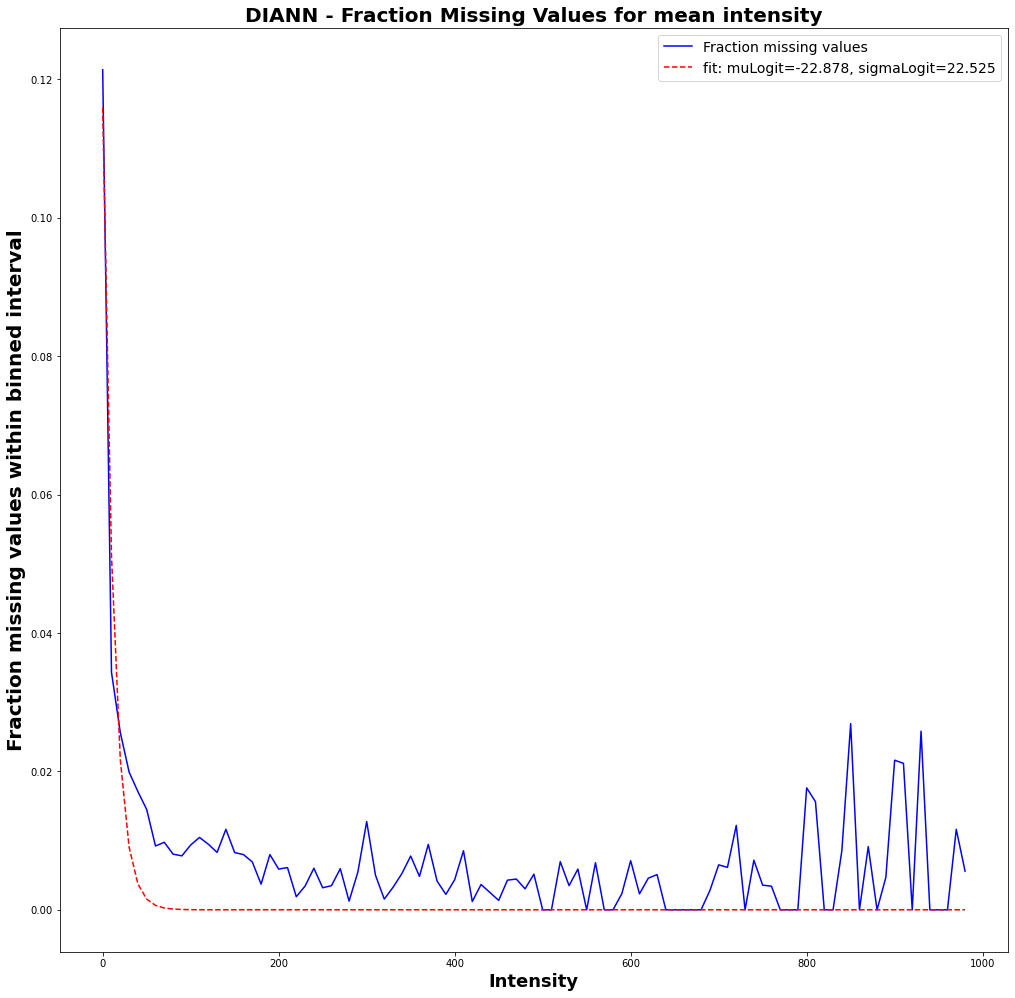 DIANN - Fraction Missing Values for mean intensity
Fraction missing values
fit: muLogit=-22.878, sigmaLogit=22.525
Fraction missing values within binned interval
0.12
0.10
0.08
0.06
0.04
0.02
0.00
0 200 400 600 800 1000
Intensity